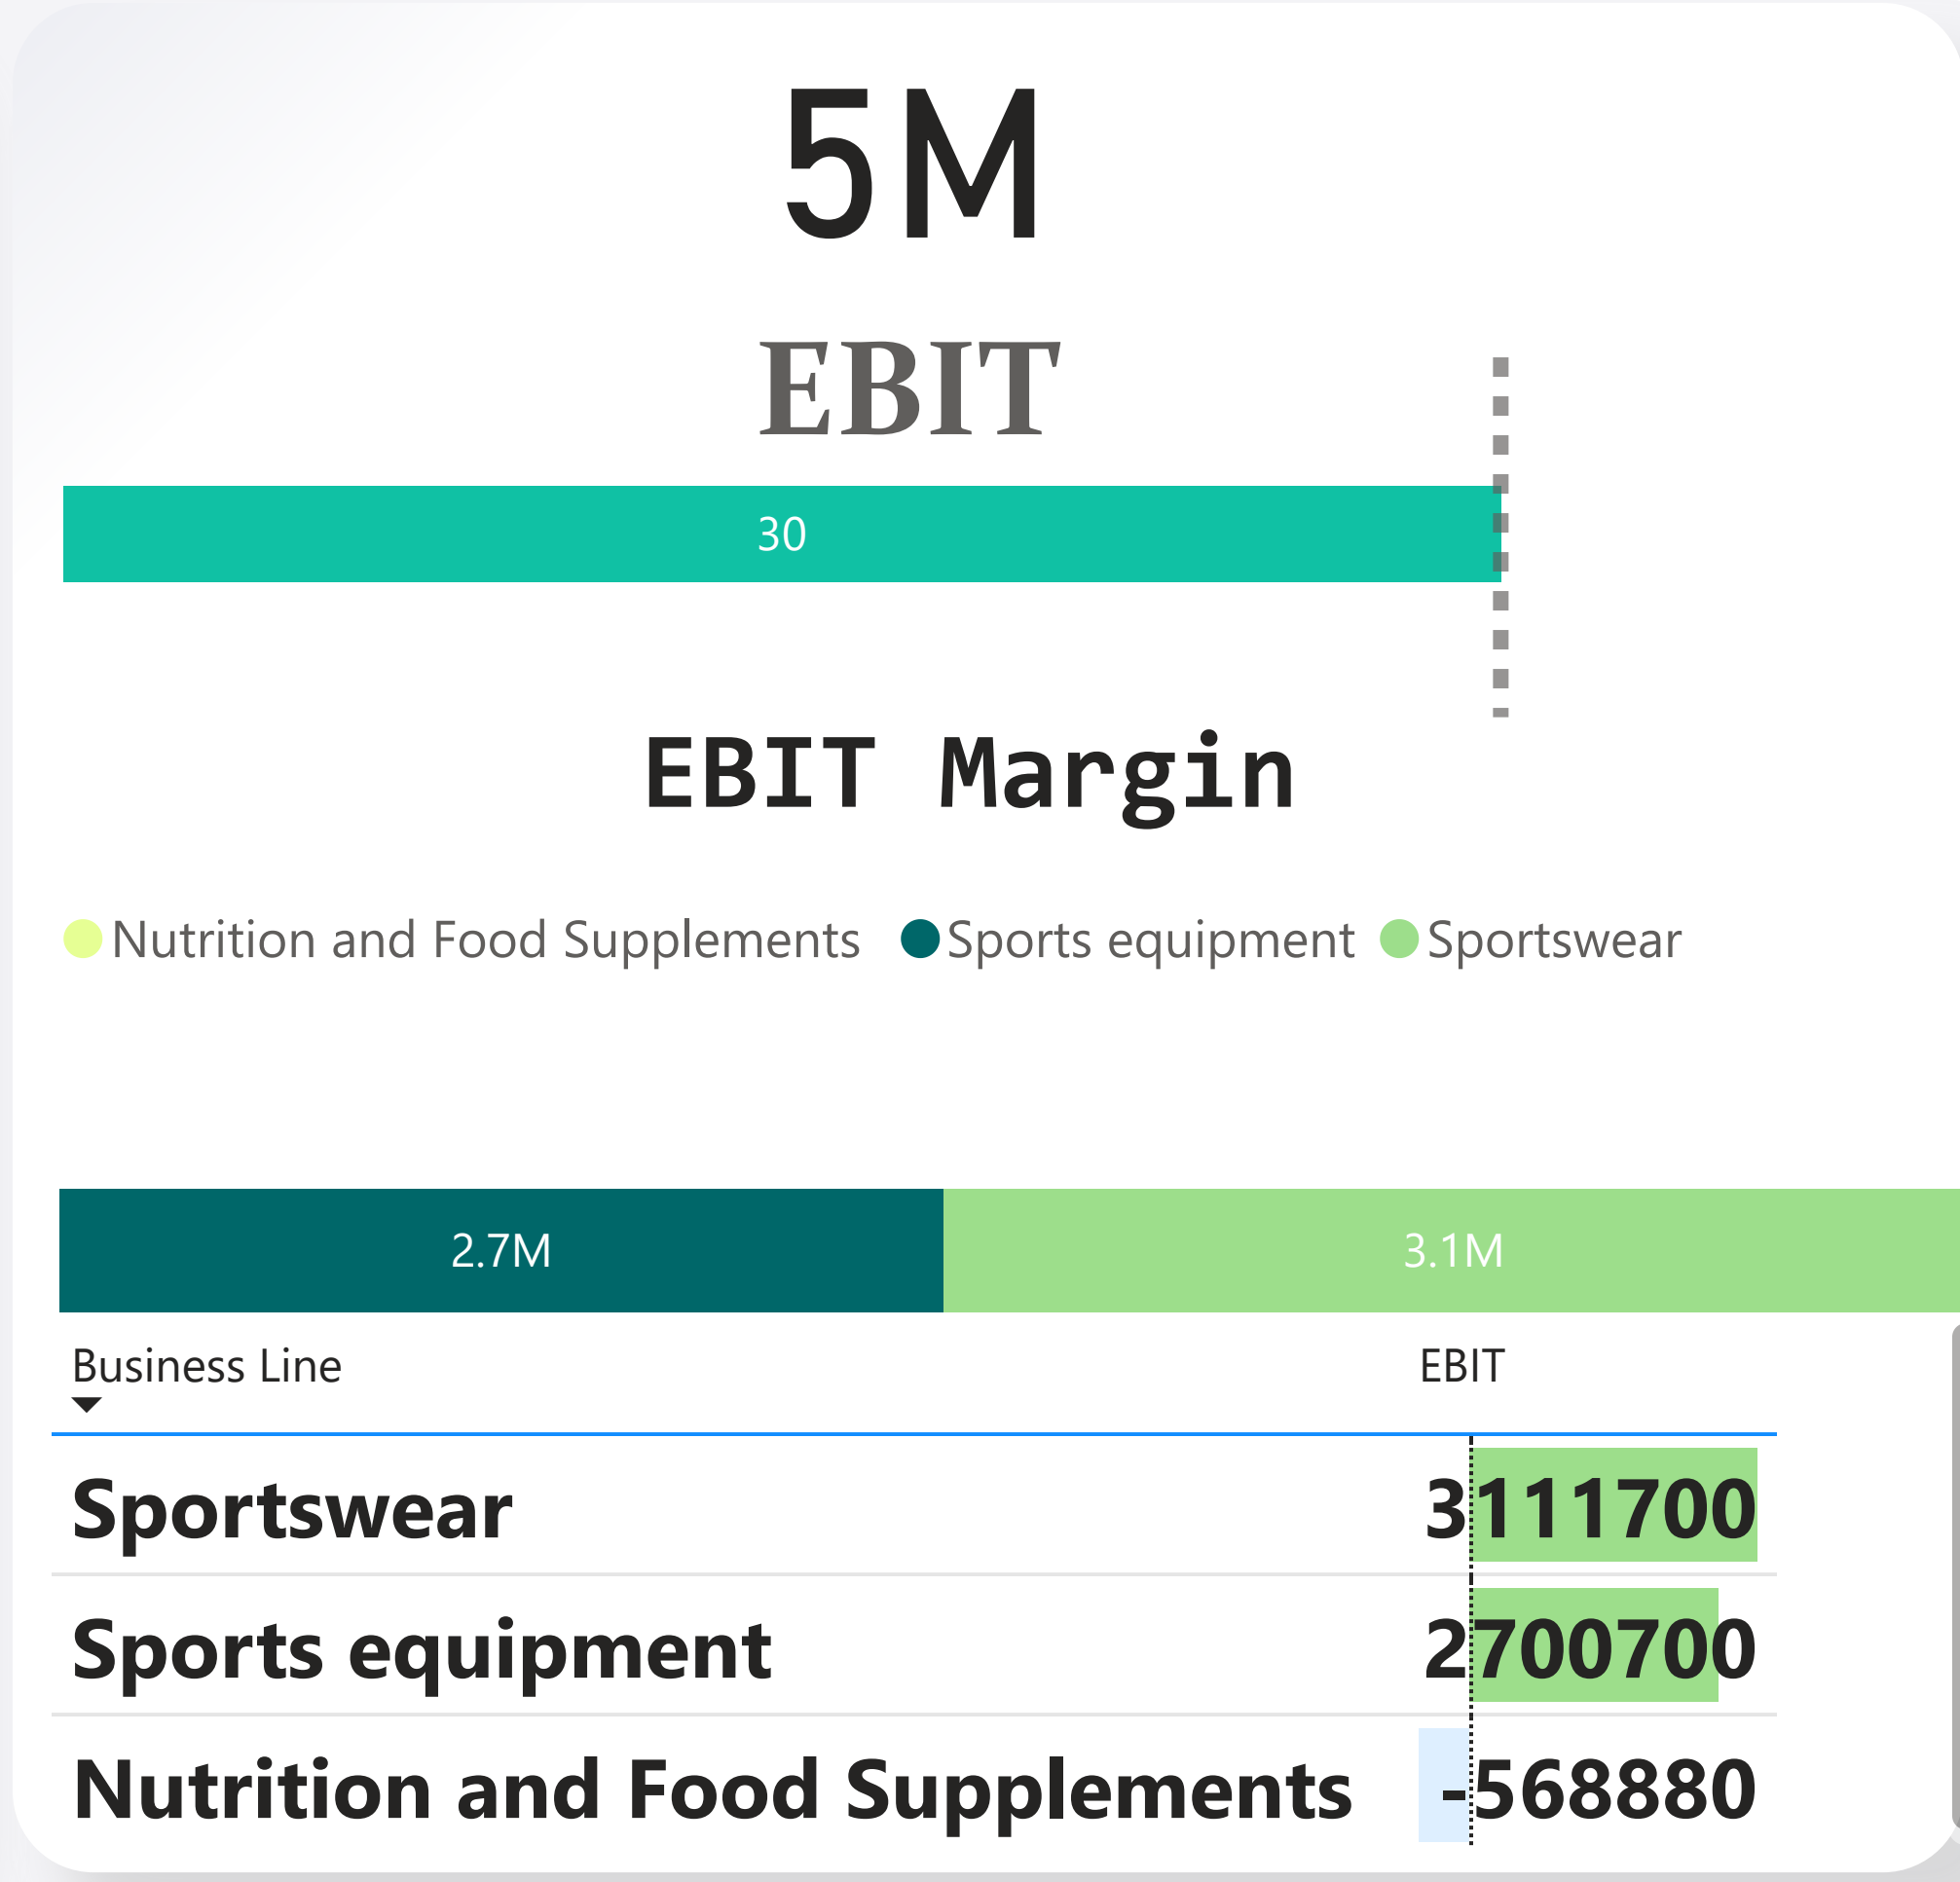 5M
EBIT
30
EBIT Margin
Nutrition and Food Supplements Sports equipment Sportswear
2.7M 3.1M
Business Line EBIT
Sportswear 3111700
Sports equipment 2700700
Nutrition and Food Supplements -568880